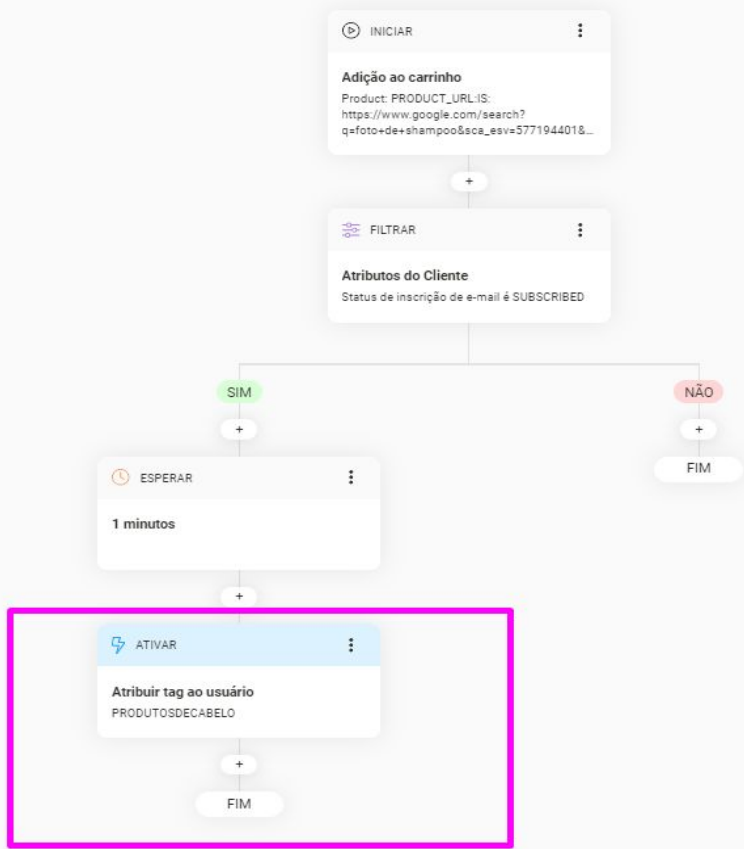 INICIAR
Adição ao carrinho
Product: PRODUCT_URL:IS:
https://www.google.com/search?
q=foto+de+shampoo&sca_esv=577194401&...
+
FILTRAR
Atributos do Cliente
Status de inscrição de e-mail é SUBSCRIBED
SIM
NÃO
+
+
FIM
ESPERAR
1 minutos
+
ATIVAR
Atribuir tag ao usuário
PRODUTOSDECABELO
+
FIM